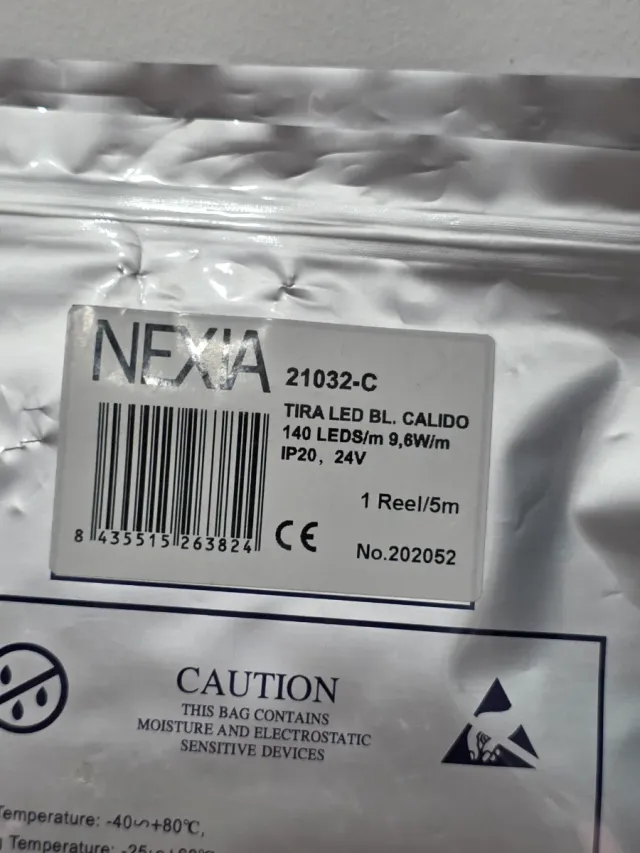 NEXIA
21032-C
TIRA LED BL. CALIDO
140 LEDS/m 9,6W/m
IP20, 24V
1 Reel/5m
8 435515 263824
CE
No.202052
CAUTION
THIS BAG CONTAINS
MOISTURE AND ELECTROSTATIC
SENSITIVE DEVICES
Temperature: -40∽+80℃,
Temperature: